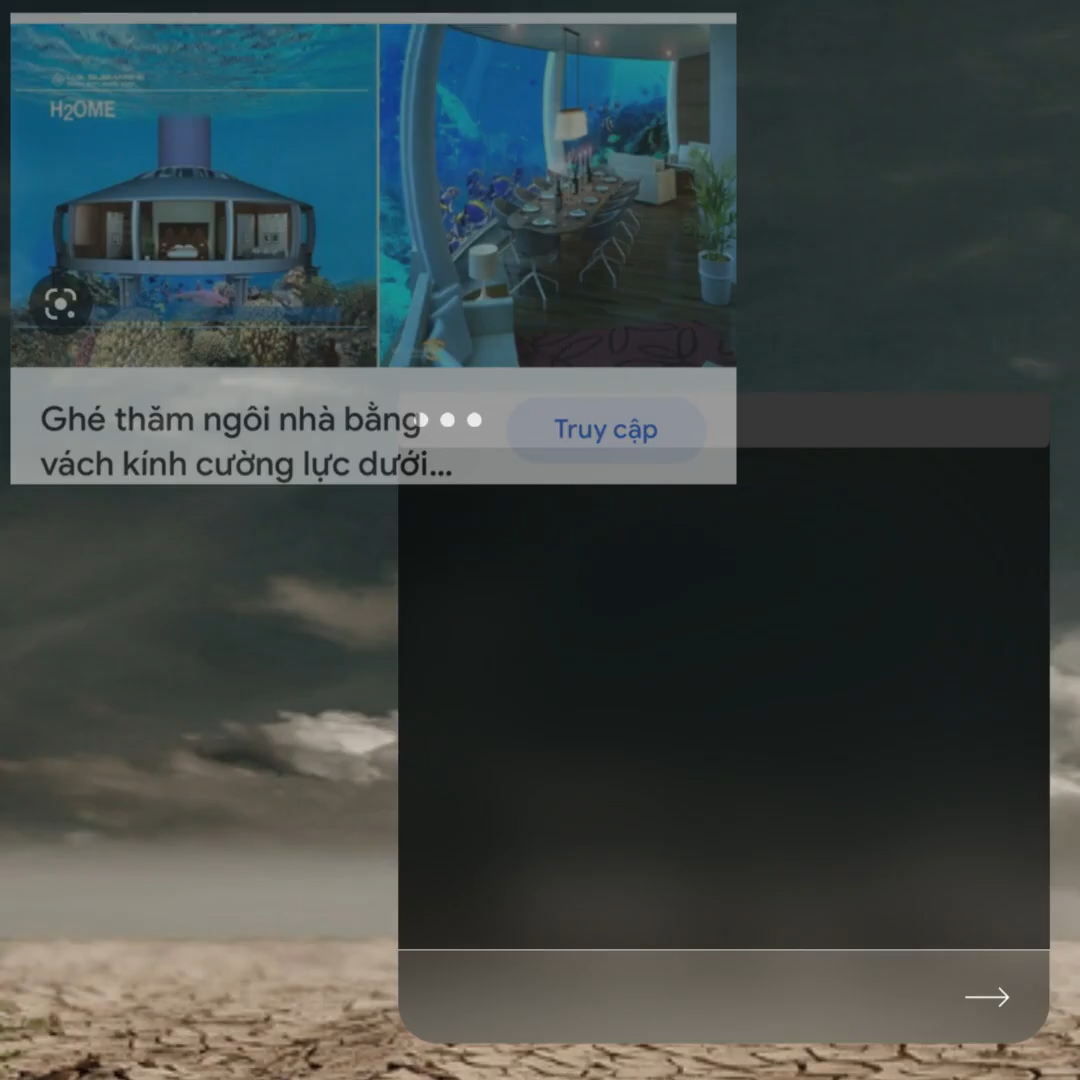 H2OME
Ghé thăm ngôi nhà bằng
vách kính cường lực dưới...
Truy cập